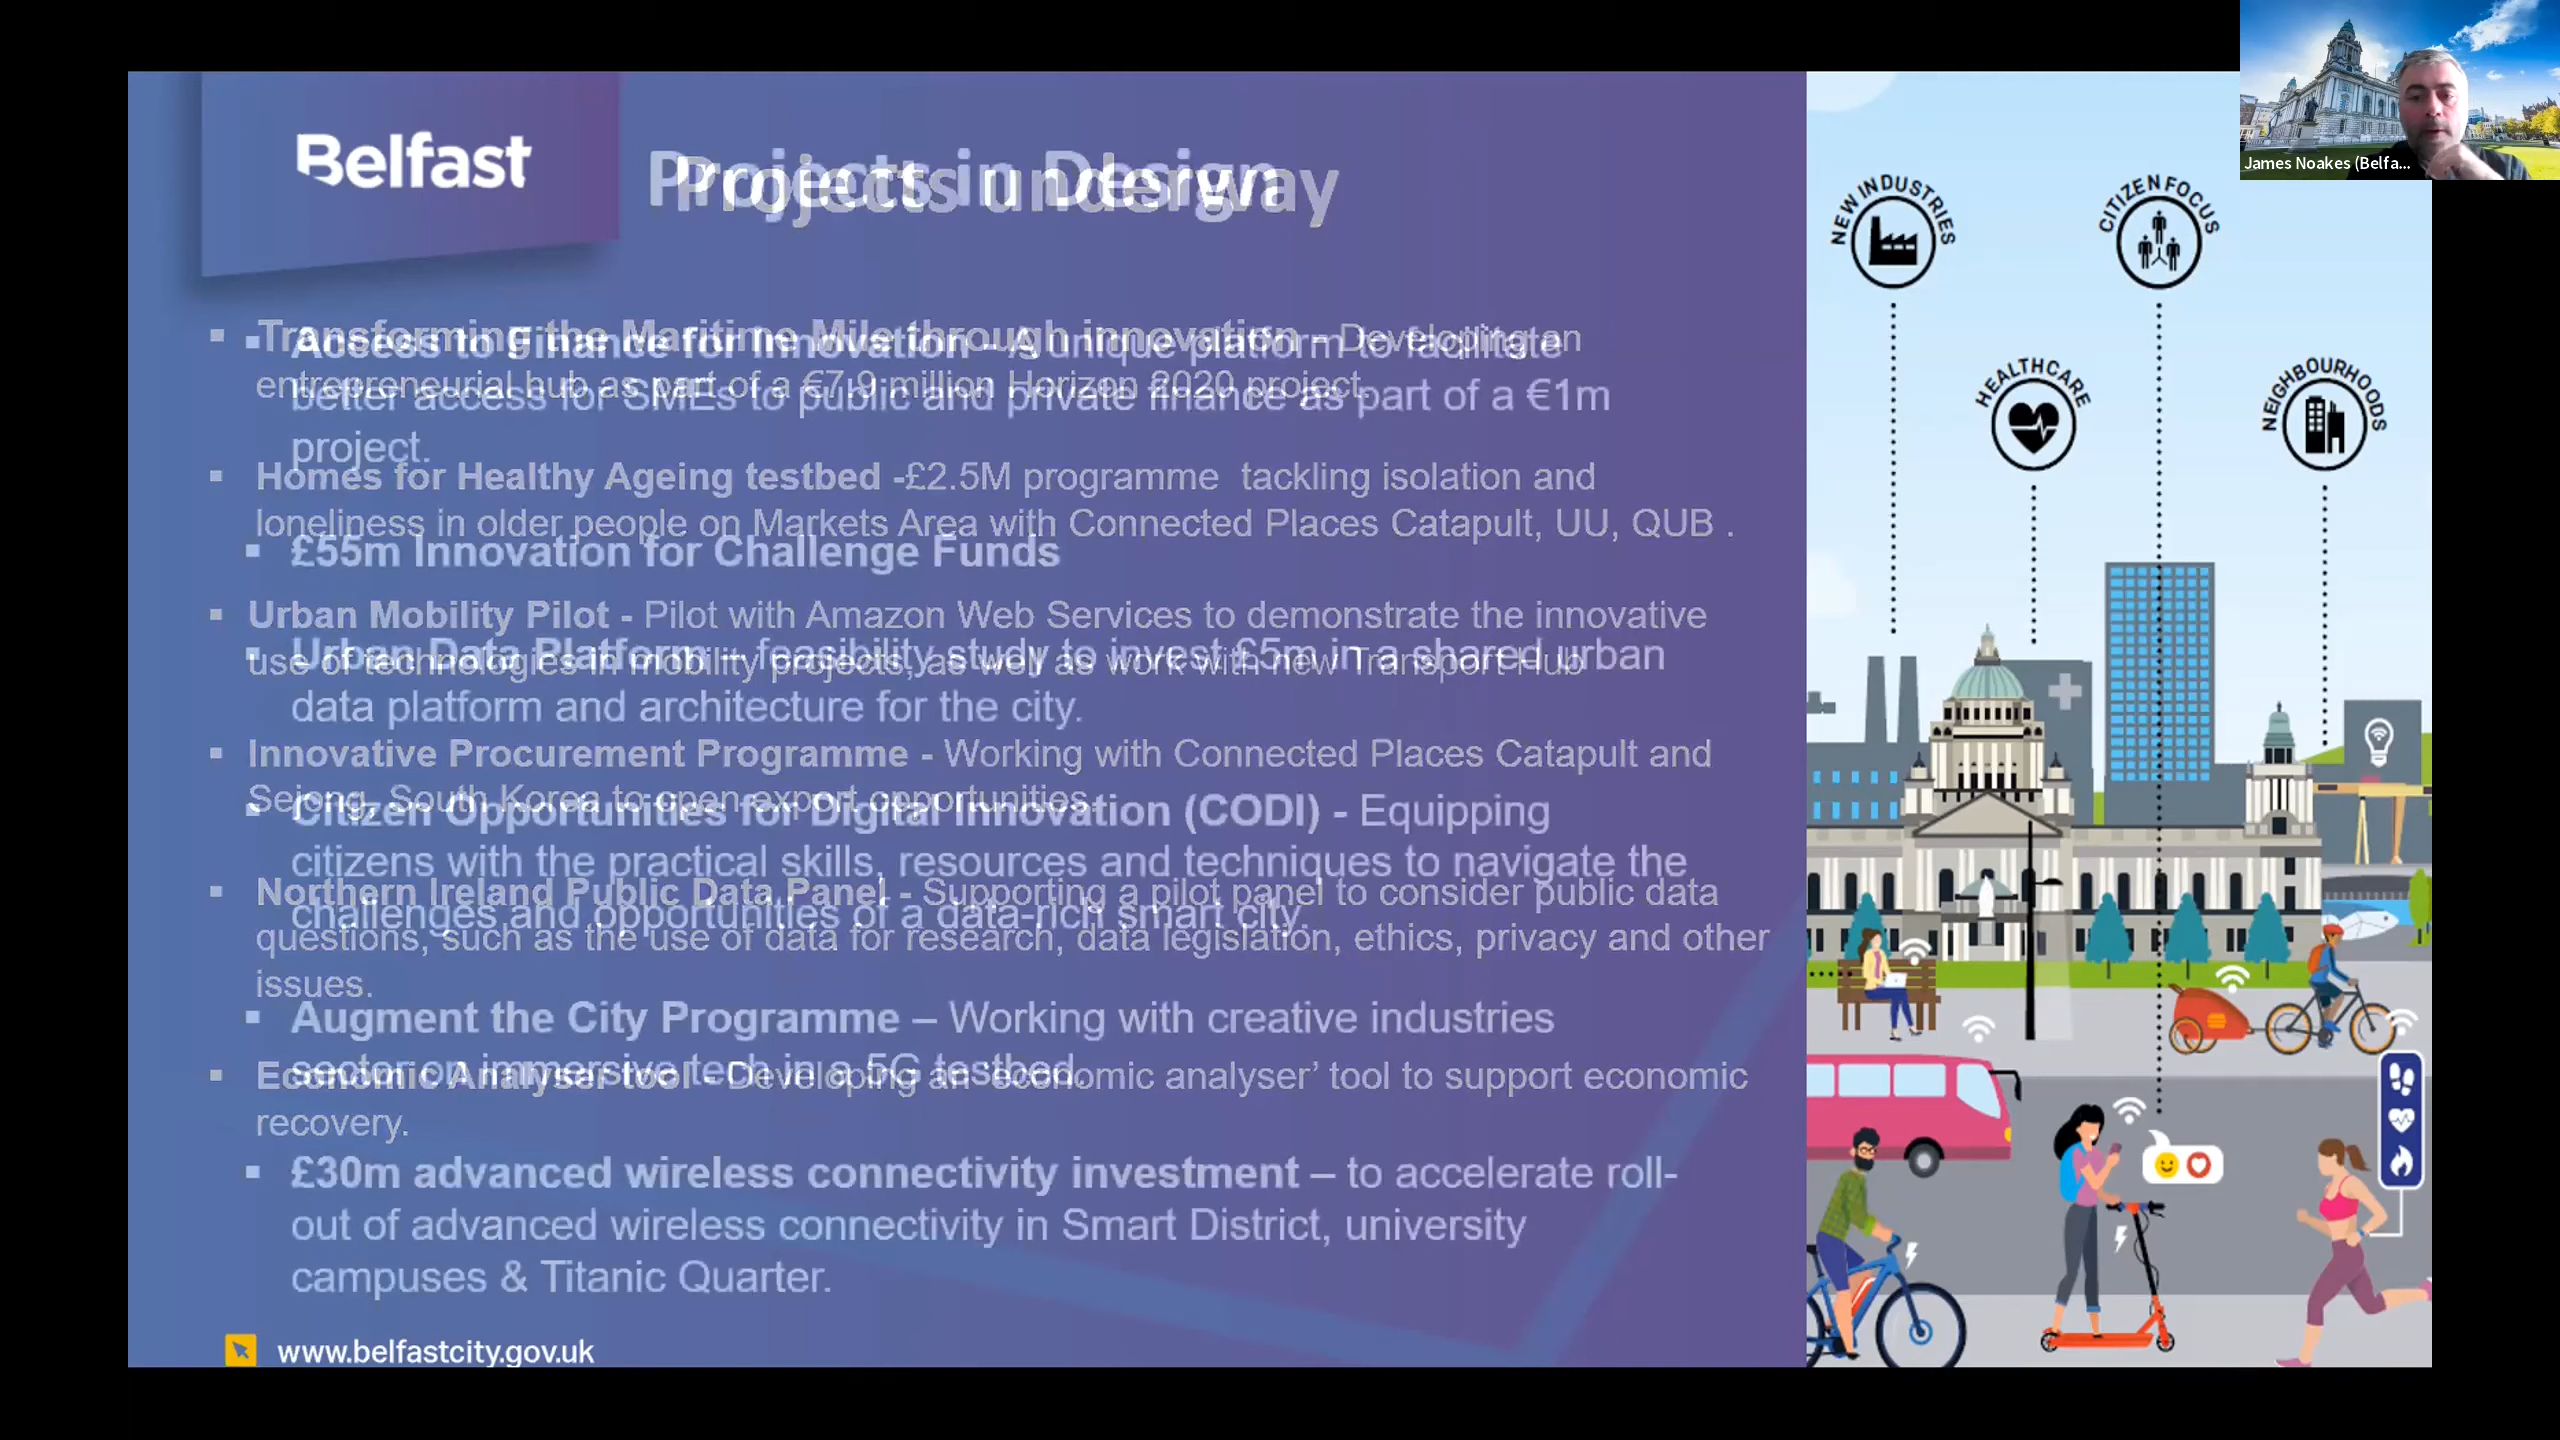 Belfast
Projects in Design
Projects underway
Transforming the Maritime Mile through innovation - Developing an
entrepreneurial hub as part of a €7.9 million Horizon 2020 project.
Homes for Healthy Ageing testbed -£2.5M programme tackling isolation and
loneliness in older people on Markets Area with Connected Places Catapult, UU, QUB .
Urban Mobility Pilot - Pilot with Amazon Web Services to demonstrate the innovative
use of technologies in mobility projects, as well as work with new Transport Hub
Innovative Procurement Programme - Working with Connected Places Catapult and
Sejong, South Korea to open export opportunities.
Northern Ireland Public Data Panel - Supporting a pilot panel to consider public data
questions, such as the use of data for research, data legislation, ethics, privacy and other
issues.
Economic Analyser tool - Developing an ‘economic analyser’ tool to support economic
recovery.
Access to Finance for Innovation - A unique platform to facilitate
better access for SMEs to public and private finance as part of a €1m
project.
£55m Innovation for Challenge Funds
Urban Data Platform – feasibility study to invest £5m in a shared urban
data platform and architecture for the city.
Citizen Opportunities for Digital Innovation (CODI) - Equipping
citizens with the practical skills, resources and techniques to navigate the
challenges and opportunities of a data-rich smart city.
Augment the City Programme – Working with creative industries
sector on immersive tech in a 5G testbed.
£30m advanced wireless connectivity investment – to accelerate roll-
out of advanced wireless connectivity in Smart District, university
campuses & Titanic Quarter.
www.belfastcity.gov.uk
NEW INDUSTRIES
CITIZEN FOCUS
HEALTHCARE
NEIGHBOURHOODS
James Noakes (Belfa...